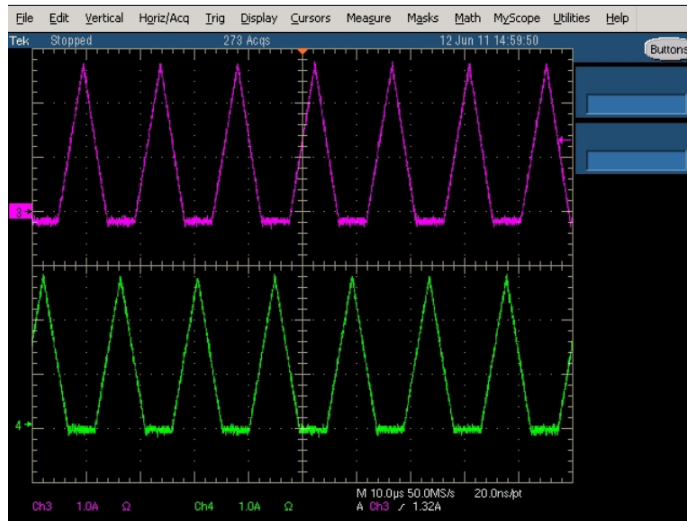 File Edit Vertical Horiz/Acq Trig Display Cursors Measure Masks Math MyScope Utilities Help
Tek Stopped 273 Acqs 12 Jun 11 14:59:50
Buttons
3
4
M 10.0µs 50.0MS/s 20.0ns/pt
Ch3 1.0A Ω Ch4 1.0A Ω A Ch3 / 1.32A